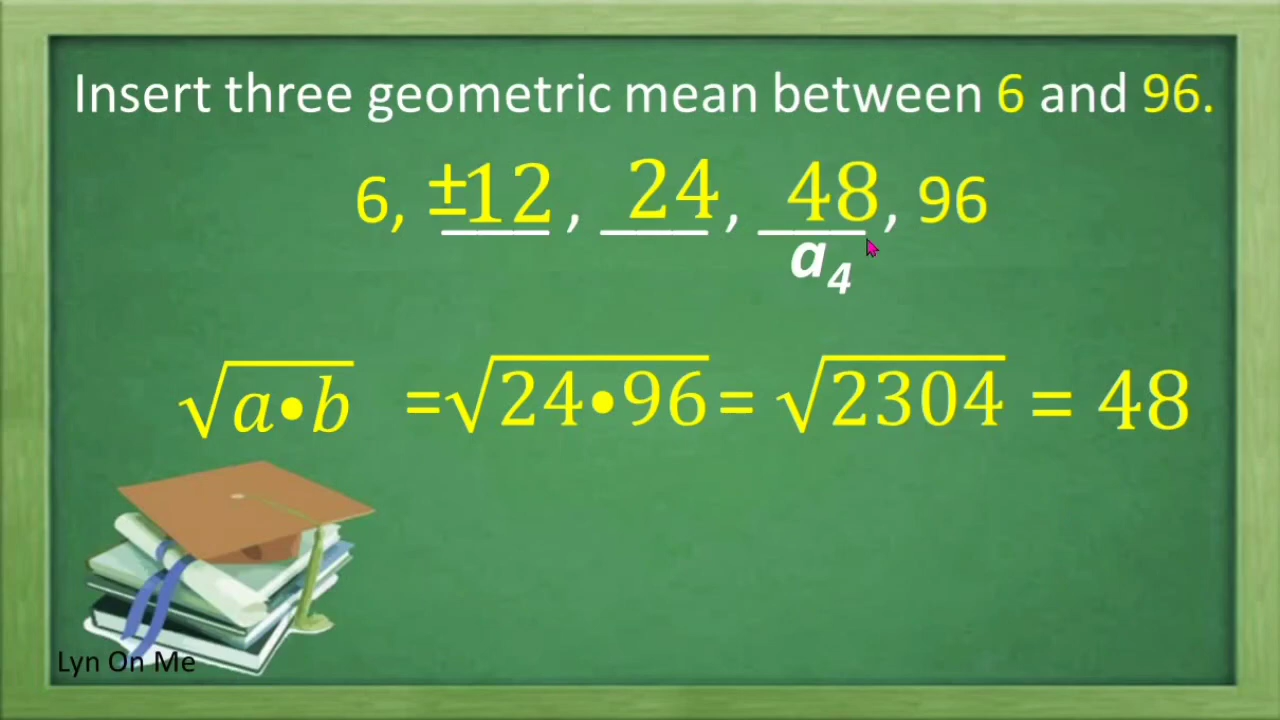 Insert three geometric mean between 6 and 96.
6, ±12, 24, 48, 96
a₄
√a•b = √24•96 = √2304 = 48
Lyn On Me